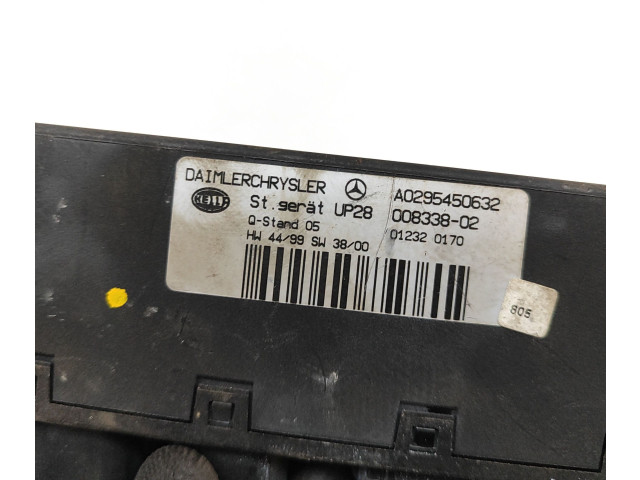 DAIMLERCHRYSLER A0295450632
HELLA St.gerät UP28 008338-02
Q-Stand 05 01232 0170
HW 44/99 SW 38/00
805